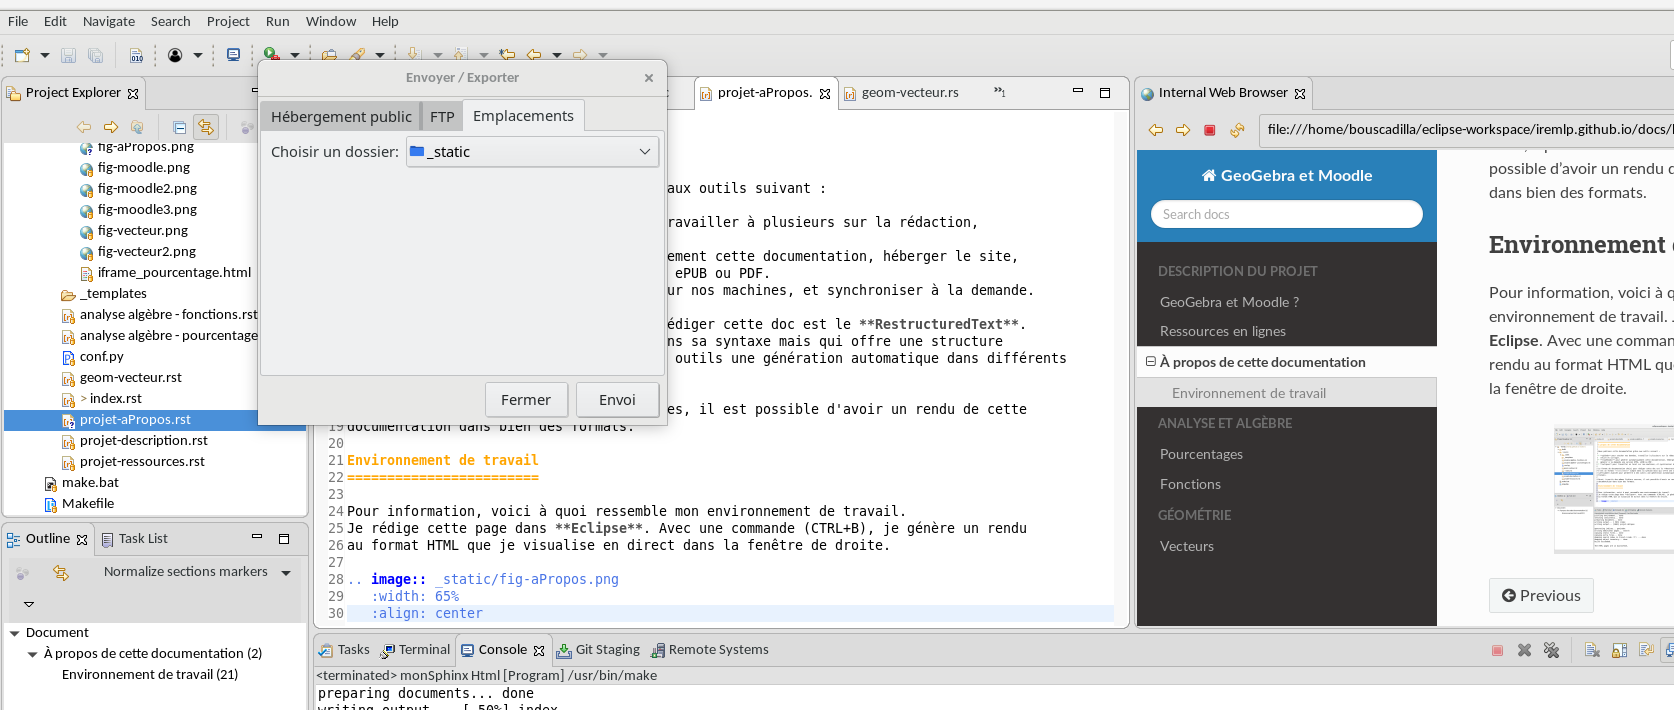 File Edit Navigate Search Project Run Window Help
Project Explorer
fig-aPropos.png
fig-moodle.png
fig-moodle2.png
fig-moodle3.png
fig-vecteur.png
fig-vecteur2.png
iframe_pourcentage.html
_templates
analyse algèbre - fonctions.rst
analyse algèbre - pourcentage
conf.py
geom-vecteur.rst
> index.rst
projet-aPropos.rst
projet-description.rst
projet-ressources.rst
make.bat
Makefile
Outline Task List
Normalize sections markers
Document
À propos de cette documentation (2)
Environnement de travail (21)
Envoyer / Exporter
Hébergement public FTP Emplacements
Choisir un dossier: _static
Fermer Envoi
projet-aPropos. geom-vecteur.rs »1
aux outils suivant :
ravailler à plusieurs sur la rédaction,
ement cette documentation, héberger le site,
ePUB ou PDF.
ur nos machines, et synchroniser à la demande.
édiger cette doc est le **RestructuredText**.
ns sa syntaxe mais qui offre une structure
outils une génération automatique dans différents
es, il est possible d'avoir un rendu de cette
19 documentation dans bien des formats.
20
21 Environnement de travail
22 ========================
23
24 Pour information, voici à quoi ressemble mon environnement de travail.
25 Je rédige cette page dans **Eclipse**. Avec une commande (CTRL+B), je génère un rendu
26 au format HTML que je visualise en direct dans la fenêtre de droite.
27
28 .. image:: _static/fig-aPropos.png
29 :width: 65%
30 :align: center
Tasks Terminal Console Git Staging Remote Systems
<terminated> monSphinx Html [Program] /usr/bin/make
preparing documents... done
writing output... [ 50%] index
Internal Web Browser
file:///home/bouscadilla/eclipse-workspace/iremlp.github.io/docs/
GeoGebra et Moodle
Search docs
DESCRIPTION DU PROJET
GeoGebra et Moodle ?
Ressources en lignes
À propos de cette documentation
Environnement de travail
ANALYSE ET ALGÈBRE
Pourcentages
Fonctions
GÉOMÉTRIE
Vecteurs
possible d'avoir un rendu d
dans bien des formats.
Environnement
Pour information, voici à q
environnement de travail. .
Eclipse. Avec une comman
rendu au format HTML qu
la fenêtre de droite.
Previous